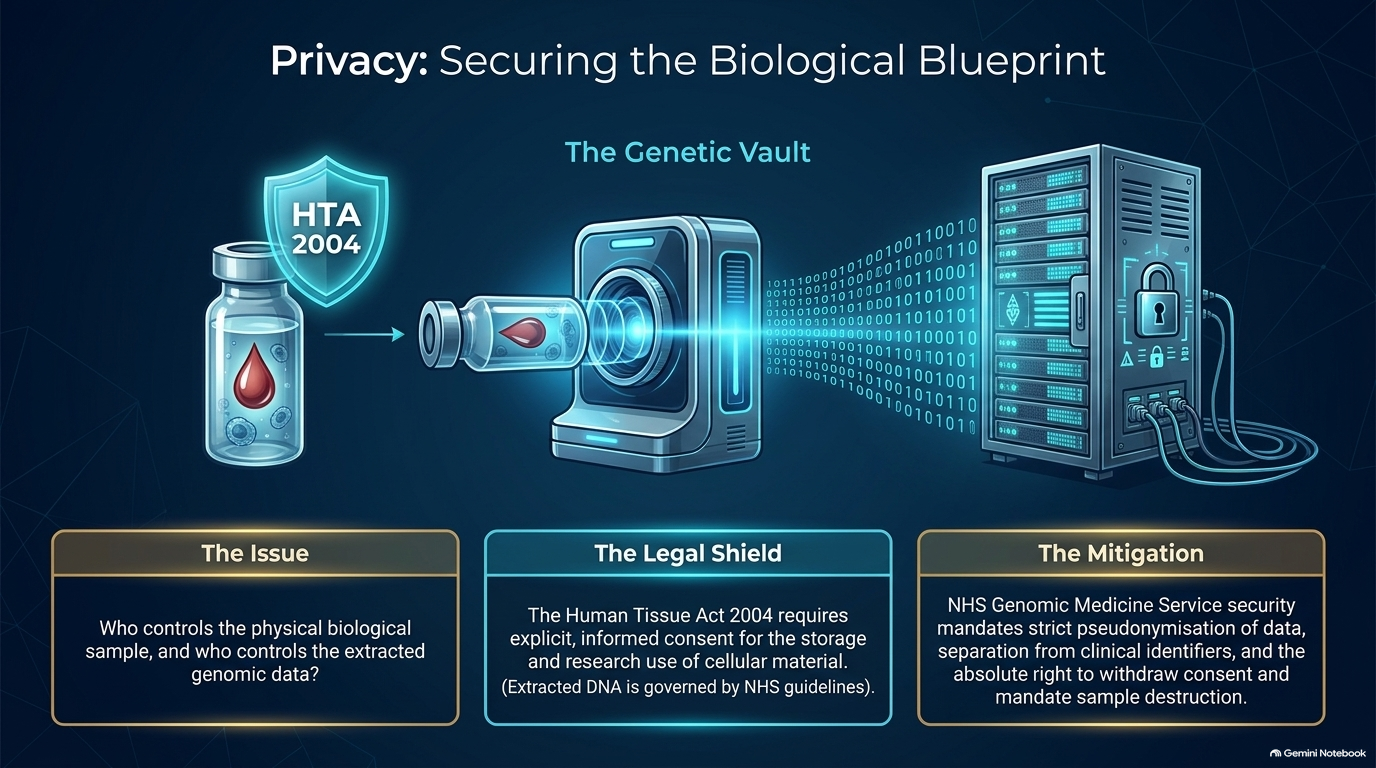 Privacy: Securing the Biological Blueprint
The Genetic Vault
HTA
2004
The Issue
Who controls the physical biological
sample, and who controls the extracted
genomic data?
The Legal Shield
The Human Tissue Act 2004 requires
explicit, informed consent for the storage
and research use of cellular material.
(Extracted DNA is governed by NHS guidelines).
The Mitigation
NHS Genomic Medicine Service security
mandates strict pseudonymisation of data,
separation from clinical identifiers, and the
absolute right to withdraw consent and
mandate sample destruction.
Gemini Notebook